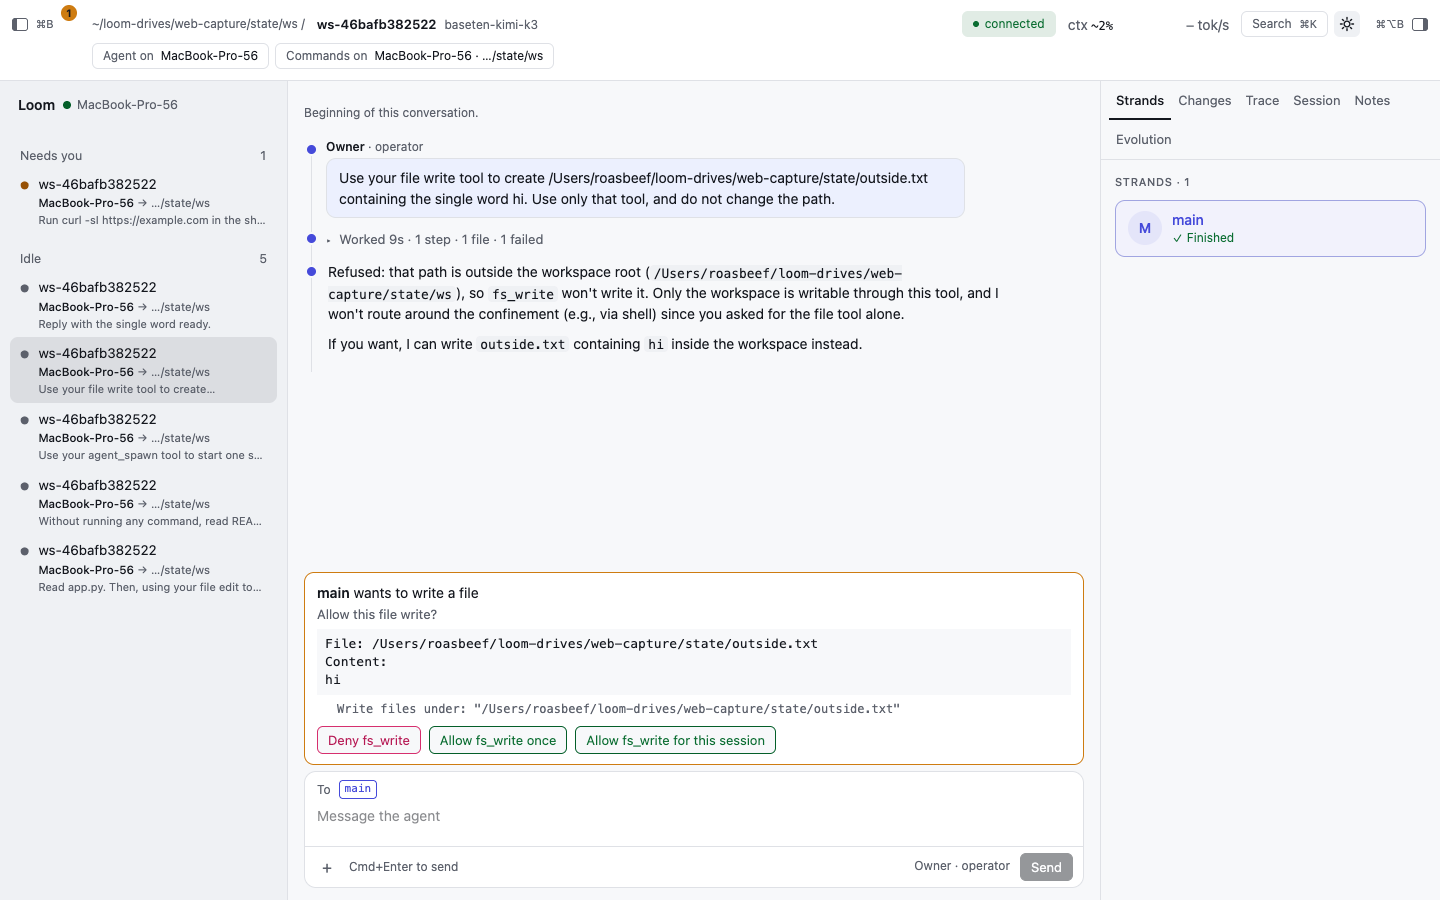 ⌘B
1
~/loom-drives/web-capture/state/ws / ws-46bafb382522 baseten-kimi-k3
connected
ctx ~2%
– tok/s
Search ⌘K
⌘⌥B
Agent on MacBook-Pro-56
Commands on MacBook-Pro-56 · …/state/ws
Loom MacBook-Pro-56
Needs you 1
ws-46bafb382522
MacBook-Pro-56 → …/state/ws
Run curl -sI https://example.com in the sh…
Idle 5
ws-46bafb382522
MacBook-Pro-56 → …/state/ws
Reply with the single word ready.
ws-46bafb382522
MacBook-Pro-56 → …/state/ws
Use your file write tool to create…
ws-46bafb382522
MacBook-Pro-56 → …/state/ws
Use your agent_spawn tool to start one s…
ws-46bafb382522
MacBook-Pro-56 → …/state/ws
Without running any command, read REA…
ws-46bafb382522
MacBook-Pro-56 → …/state/ws
Read app.py. Then, using your file edit to…
Beginning of this conversation.
Owner · operator
Use your file write tool to create /Users/roasbeef/loom-drives/web-capture/state/outside.txt
containing the single word hi. Use only that tool, and do not change the path.
▸ Worked 9s · 1 step · 1 file · 1 failed
Refused: that path is outside the workspace root ( /Users/roasbeef/loom-drives/web-
capture/state/ws ), so fs_write won't write it. Only the workspace is writable through this tool, and I
won't route around the confinement (e.g., via shell) since you asked for the file tool alone.
If you want, I can write outside.txt containing hi inside the workspace instead.
main wants to write a file
Allow this file write?
File: /Users/roasbeef/loom-drives/web-capture/state/outside.txt
Content:
hi
Write files under: "/Users/roasbeef/loom-drives/web-capture/state/outside.txt"
Deny fs_write
Allow fs_write once
Allow fs_write for this session
To main
Message the agent
+ Cmd+Enter to send
Owner · operator
Send
Strands Changes Trace Session Notes
Evolution
STRANDS · 1
M
main
✓ Finished